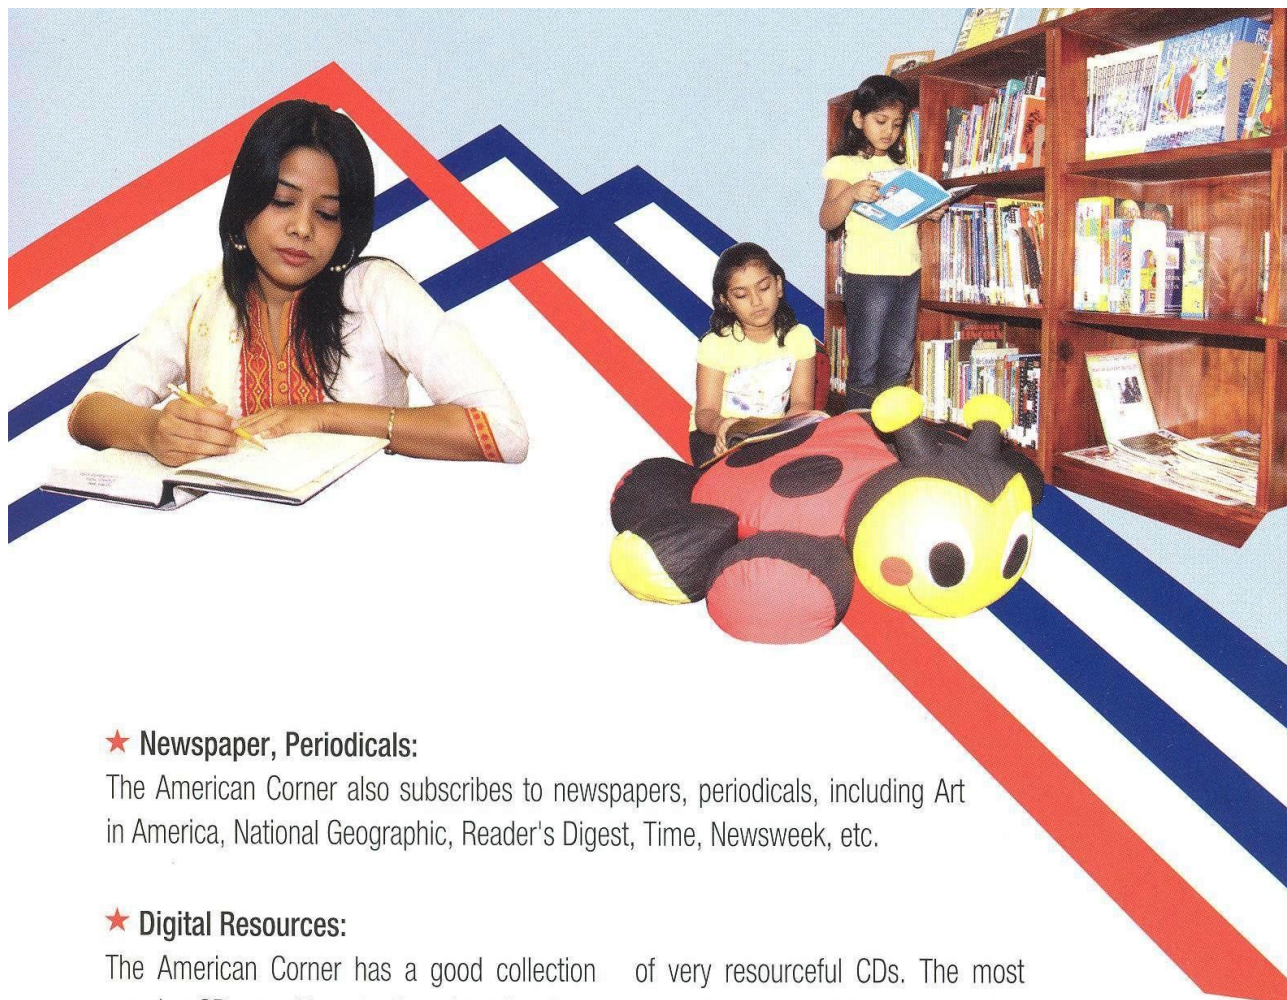 ★ Newspaper, Periodicals:
The American Corner also subscribes to newspapers, periodicals, including Art
in America, National Geographic, Reader's Digest, Time, Newsweek, etc.
★ Digital Resources:
The American Corner has a good collection of very resourceful CDs. The most